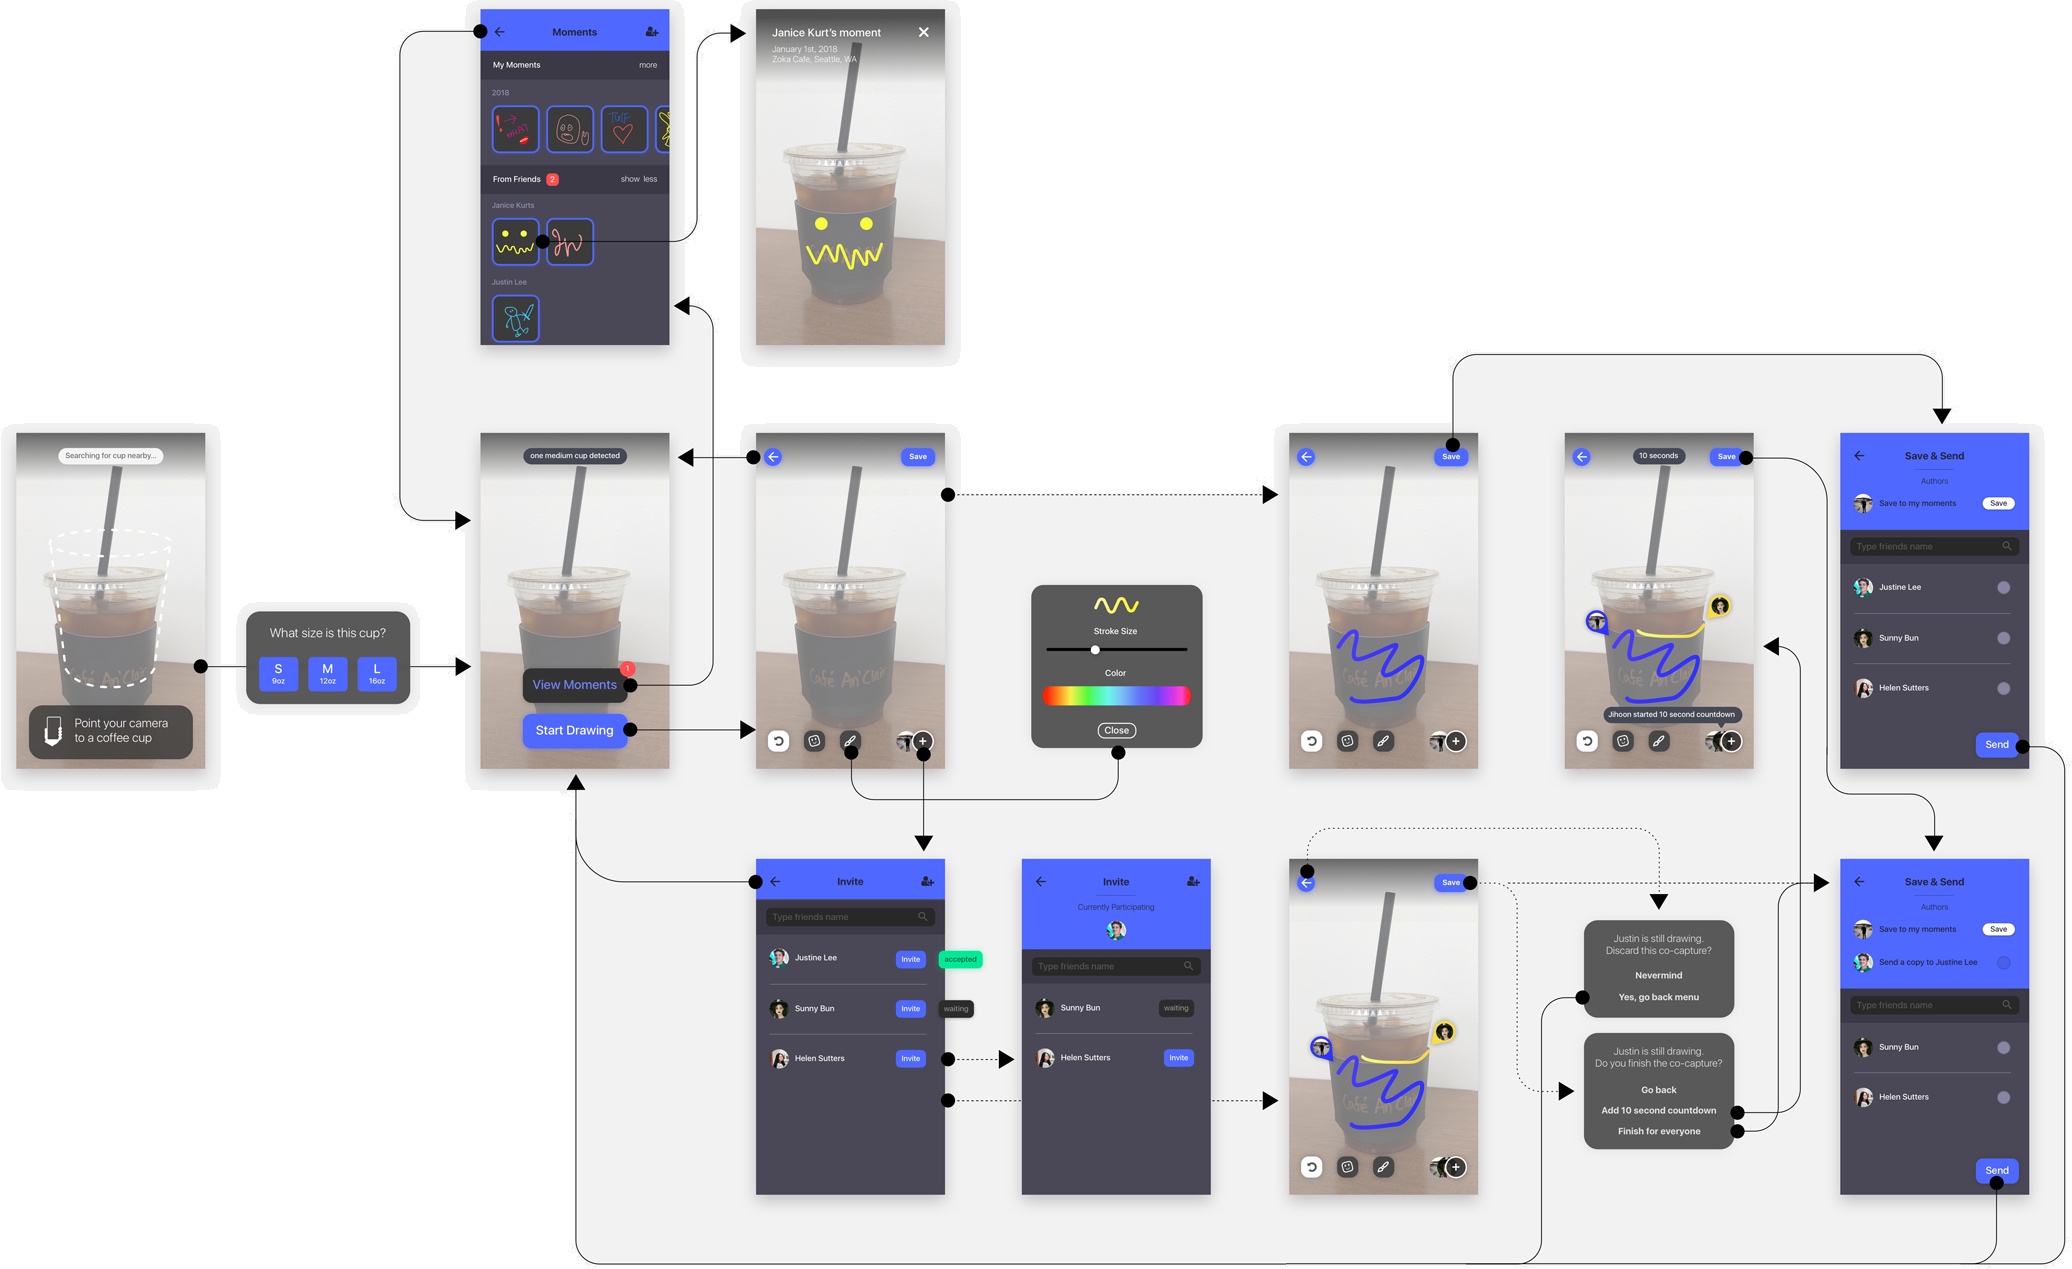 Moments
My Moments
more
2018
TGIF
From Friends
2
show less
Janice Kurts
Justin Lee
Janice Kurt's moment
January 1st, 2018
Zoka Cafe, Seattle, WA
Searching for cup nearby...
Point your camera
to a coffee cup
What size is this cup?
S
9oz
M
12oz
L
16oz
one medium cup detected
Café An'Clair
View Moments
1
Start Drawing
Save
Stroke Size
Color
Close
Save
10 seconds
Save
Jihoon started 10 second countdown
Save & Send
Authors
Save to my moments
Save
Type friends name
Justine Lee
Sunny Bun
Helen Sutters
Send
Invite
Type friends name
Justine Lee
Invite
accepted
Sunny Bun
Invite
waiting
Helen Sutters
Invite
Invite
Currently Participating
Type friends name
Sunny Bun
waiting
Helen Sutters
Invite
Save
Justin is still drawing.
Discard this co-capture?
Nevermind
Yes, go back menu
Justin is still drawing.
Do you finish the co-capture?
Go back
Add 10 second countdown
Finish for everyone
Save & Send
Authors
Save to my moments
Save
Send a copy to Justine Lee
Type friends name
Sunny Bun
Helen Sutters
Send